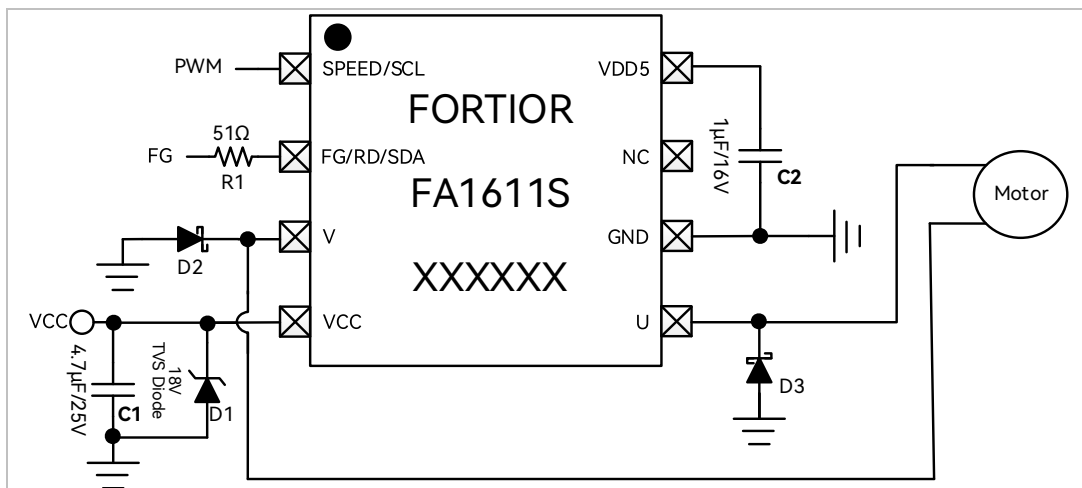 PWM
SPEED/SCL
VDD5
FORTIOR
51Ω
FG
R1
FG/RD/SDA
NC
1μF/16V
C2
FA1611S
Motor
V
GND
D2
XXXXXX
VCC
VCC
U
4.7μF/25V
C1
18V
TVS Diode
D1
D3